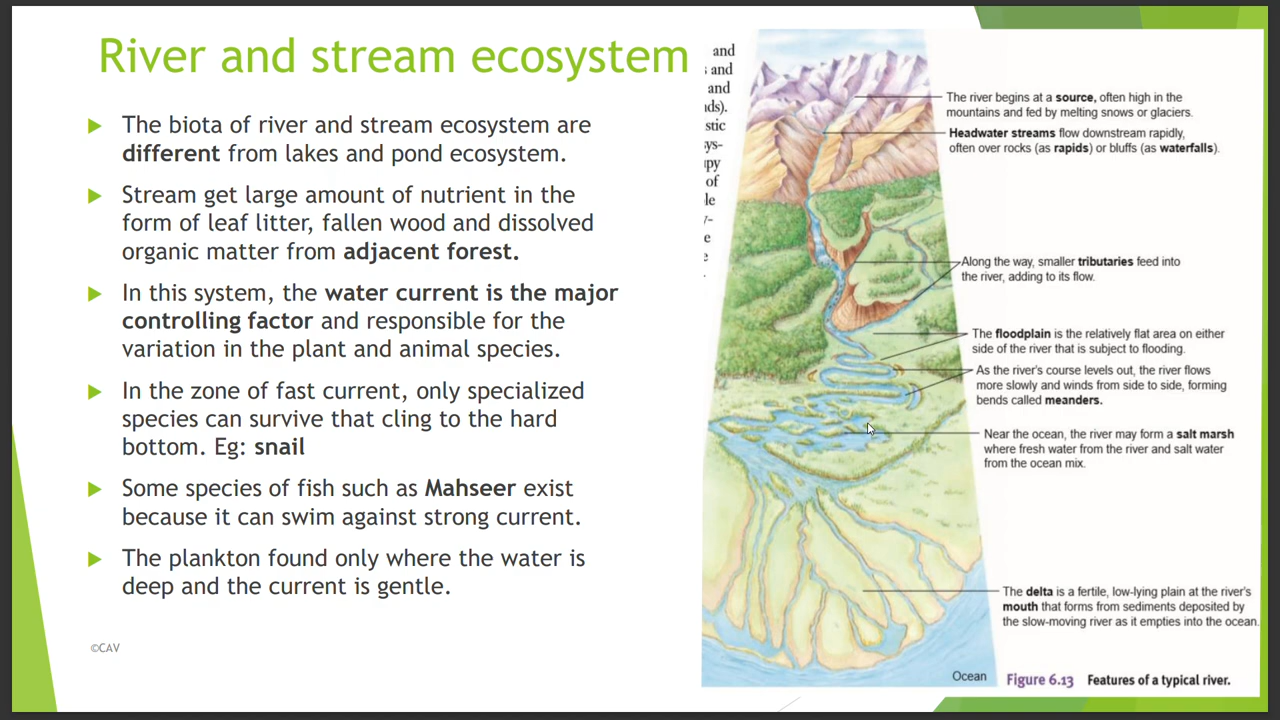 River and stream ecosystem
The biota of river and stream ecosystem are
different from lakes and pond ecosystem.
Stream get large amount of nutrient in the
form of leaf litter, fallen wood and dissolved
organic matter from adjacent forest.
In this system, the water current is the major
controlling factor and responsible for the
variation in the plant and animal species.
In the zone of fast current, only specialized
species can survive that cling to the hard
bottom. Eg: snail
Some species of fish such as Mahseer exist
because it can swim against strong current.
The plankton found only where the water is
deep and the current is gentle.
©CAV
and
and
and
of
The river begins at a source, often high in the
mountains and fed by melting snows or glaciers.
Headwater streams flow downstream rapidly,
often over rocks (as rapids) or bluffs (as waterfalls).
Along the way, smaller tributaries feed into
the river, adding to its flow.
The floodplain is the relatively flat area on either
side of the river that is subject to flooding.
As the river's course levels out, the river flows
more slowly and winds from side to side, forming
bends called meanders.
Near the ocean, the river may form a salt marsh
where fresh water from the river and salt water
from the ocean mix.
The delta is a fertile, low-lying plain at the river's
mouth that forms from sediments deposited by
the slow-moving river as it empties into the ocean.
Ocean
Figure 6.13 Features of a typical river.